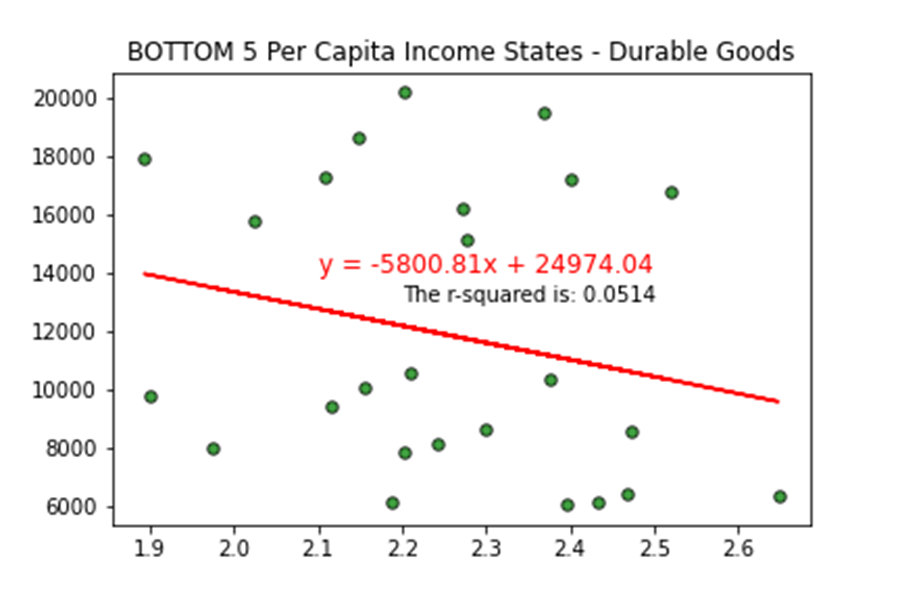 BOTTOM 5 Per Capita Income States - Durable Goods
20000
18000
16000
14000
12000
10000
8000
6000
y = -5800.81x + 24974.04
The r-squared is: 0.0514
1.9 2.0 2.1 2.2 2.3 2.4 2.5 2.6